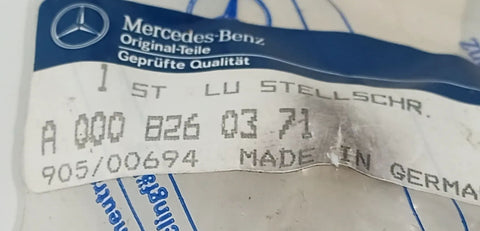 Mercedes-Benz
Original-Teile
Geprüfte Qualität
1 ST LU STELLSCHR.
A 000 826 03 71
905/00694 MADE IN GERMA